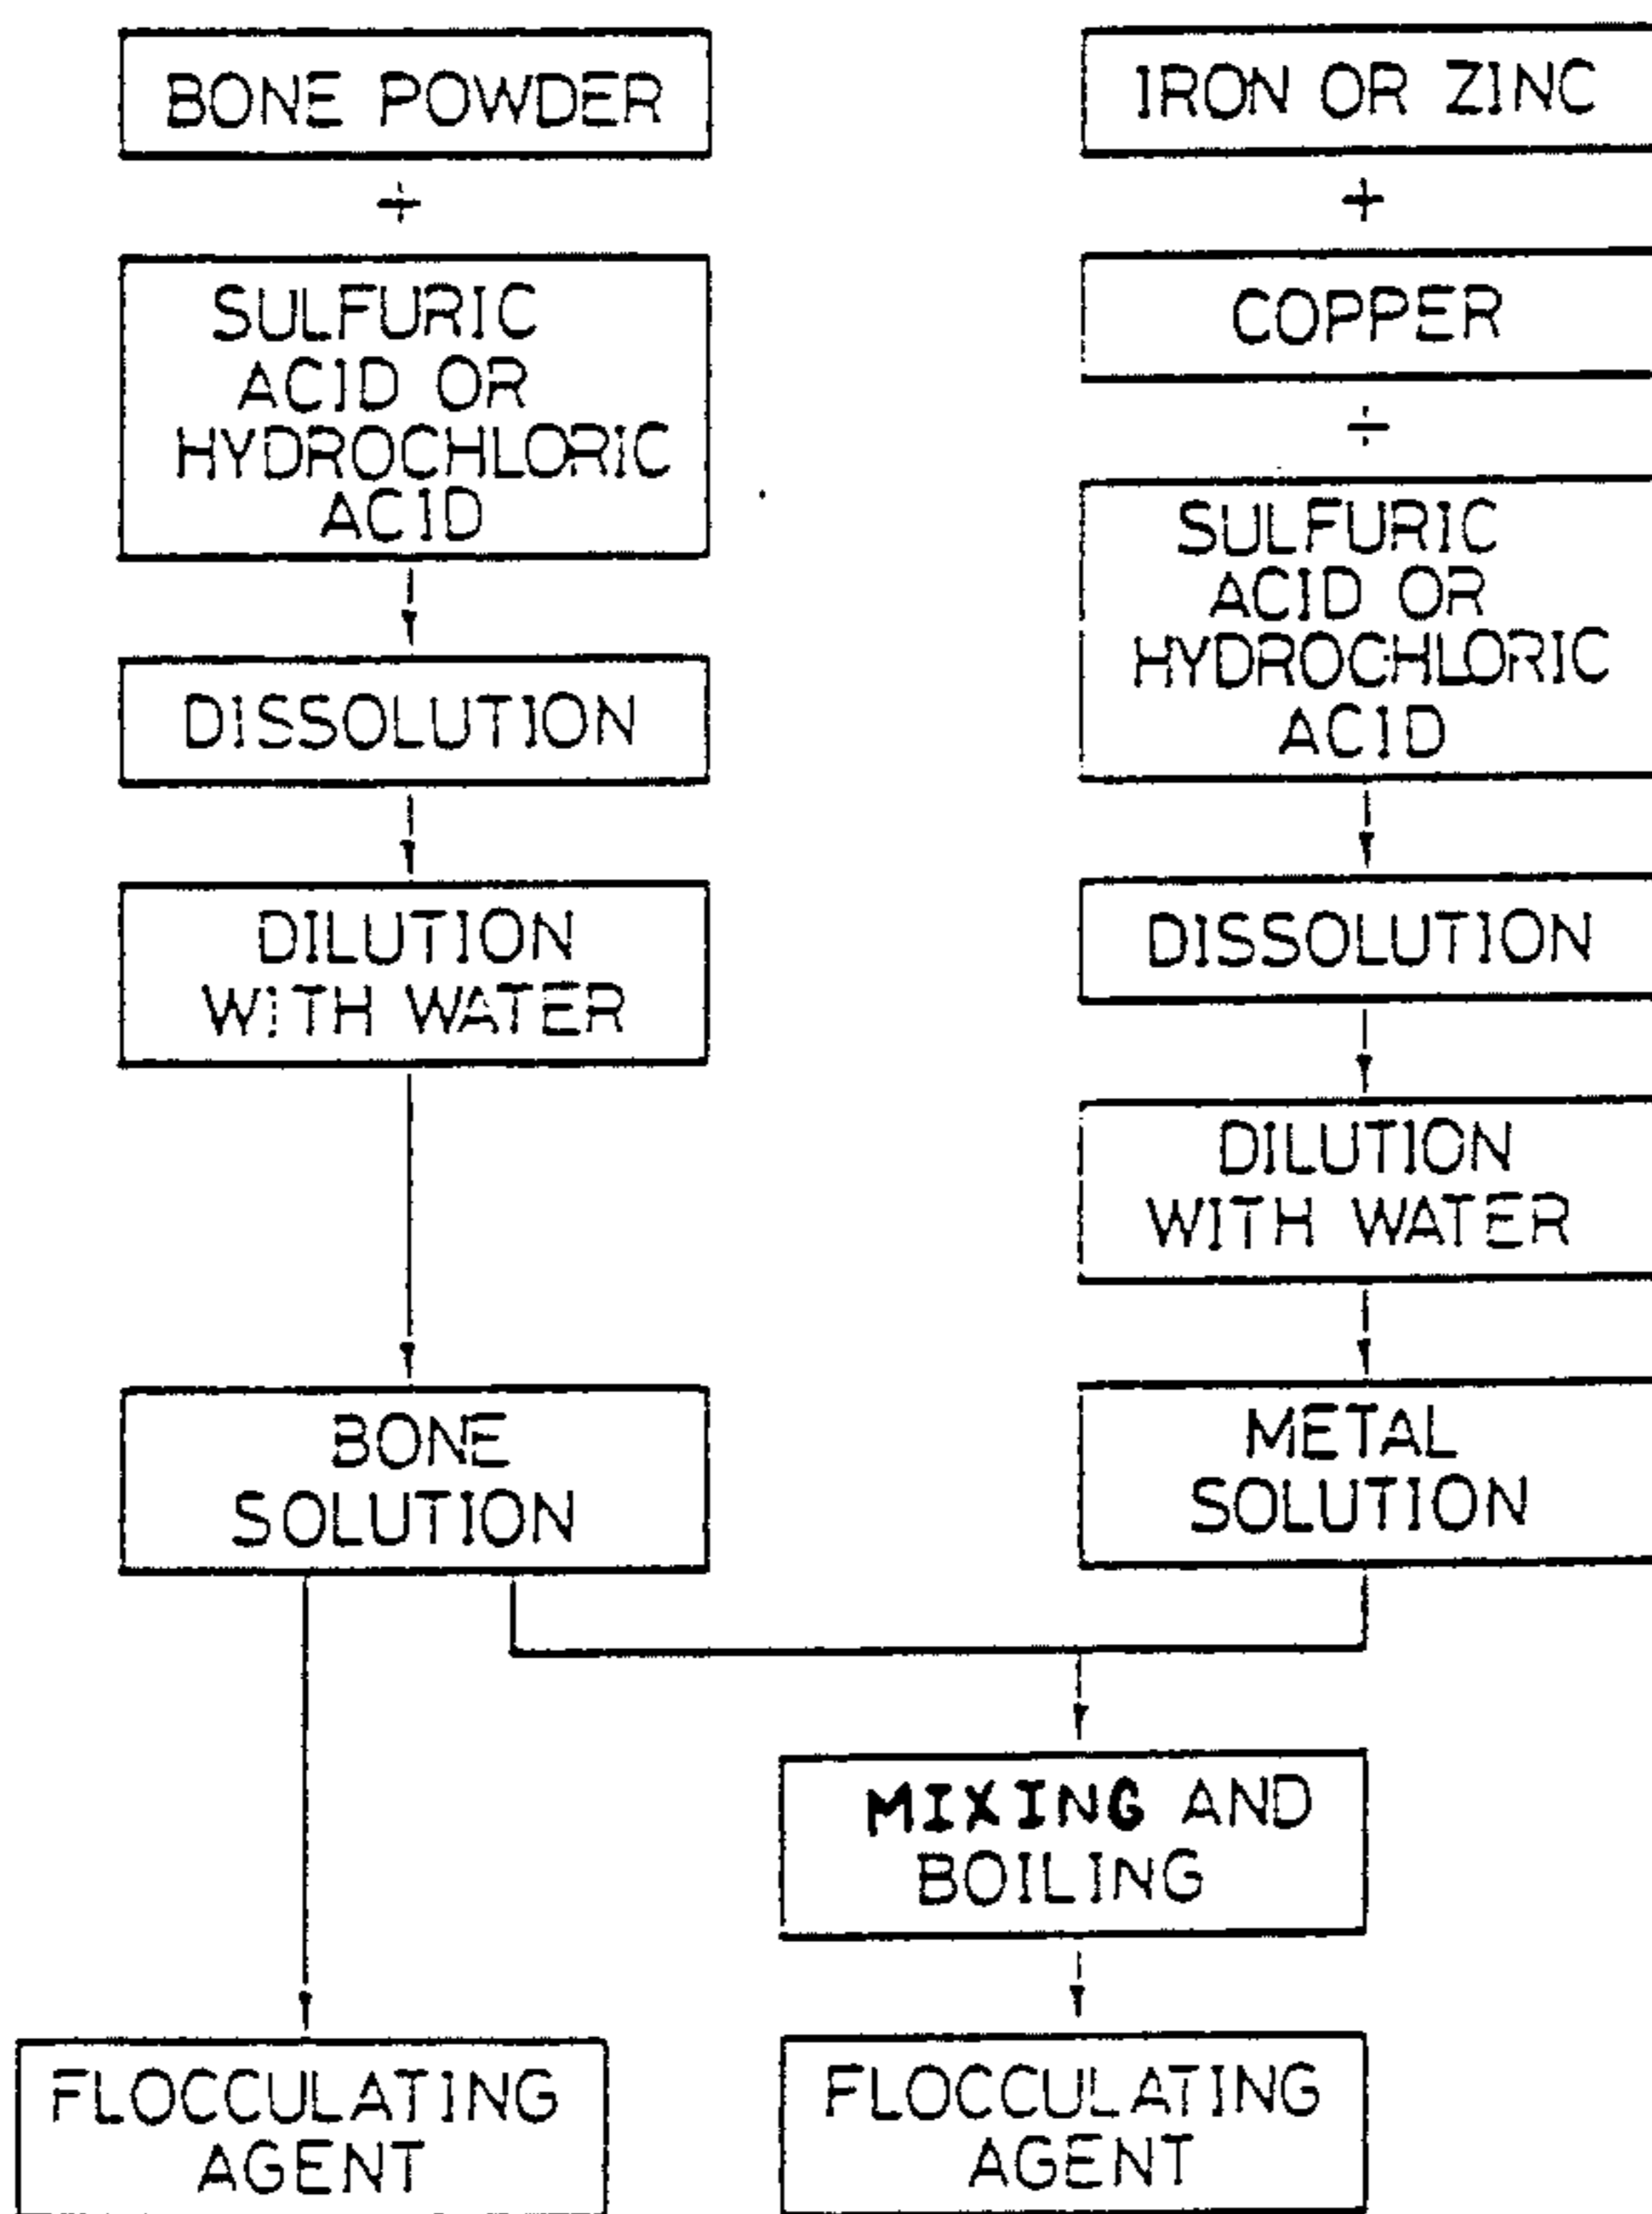 BONE POWDER
+
SULFURIC
ACID OR
HYDROCHLORIC
ACID
DISSOLUTION
DILUTION
WITH WATER
BONE
SOLUTION
IRON OR ZINC
+
COPPER
+
SULFURIC
ACID OR
HYDROCHLORIC
ACID
DISSOLUTION
DILUTION
WITH WATER
METAL
SOLUTION
MIXING AND
BOILING
FLOCCULATING
AGENT
FLOCCULATING
AGENT